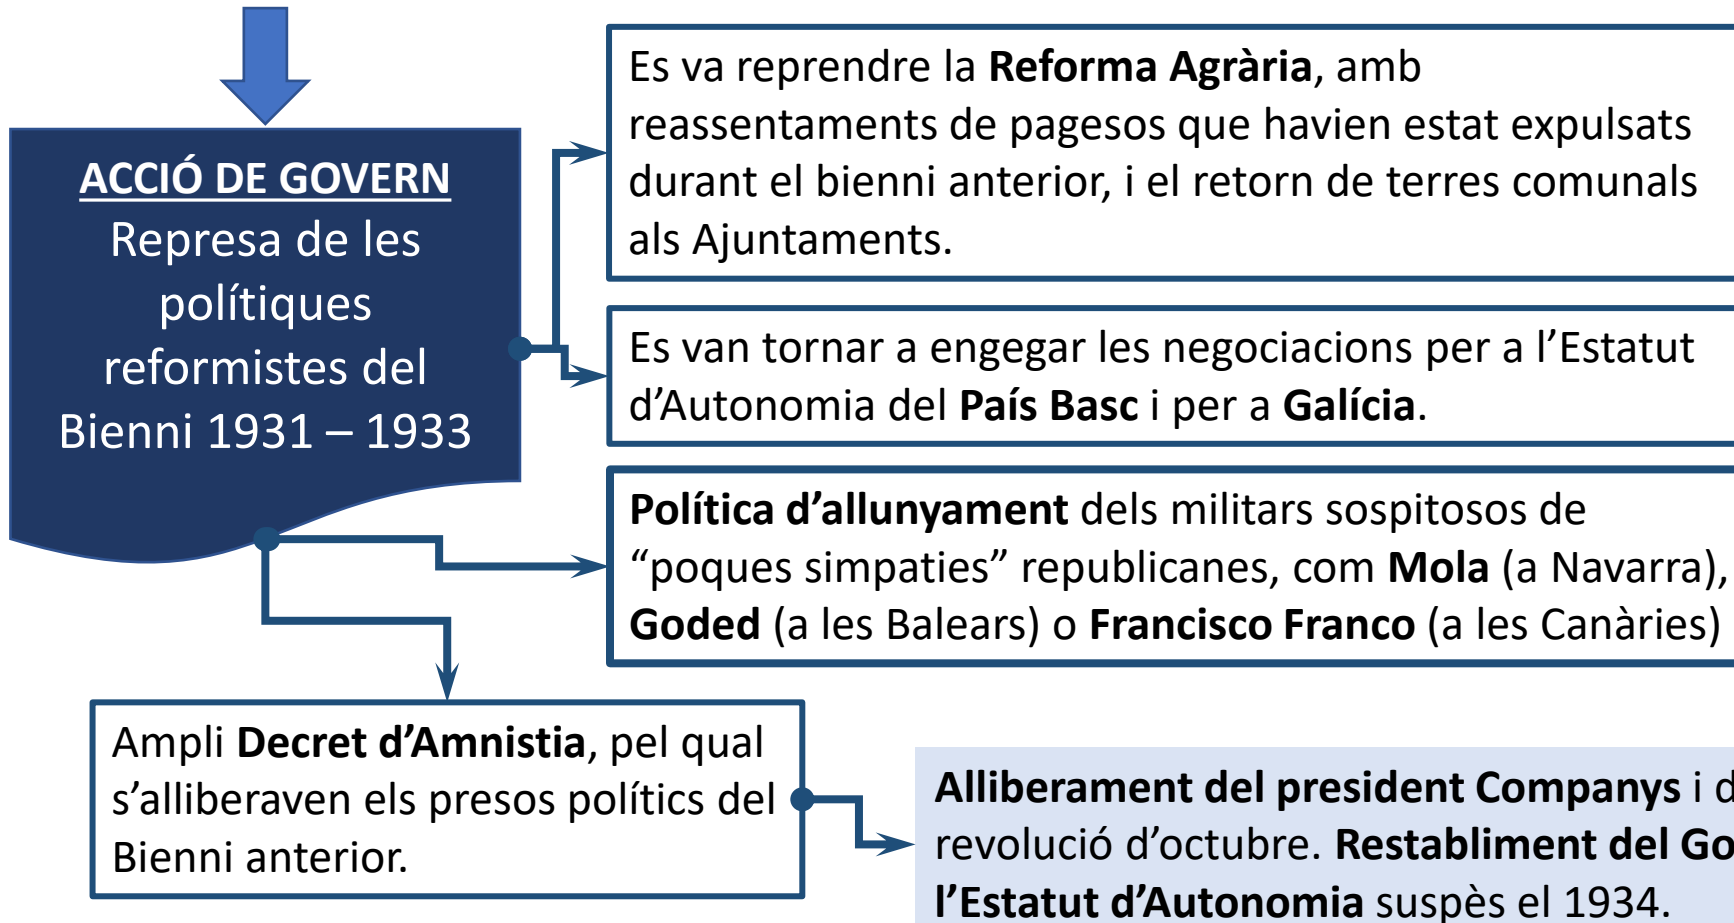 ACCIÓ DE GOVERN
Represa de les
polítiques
reformistes del
Bienni 1931 – 1933
Es va reprendre la Reforma Agrària, amb
reassentaments de pagesos que havien estat expulsats
durant el bienni anterior, i el retorn de terres comunals
als Ajuntaments.
Es van tornar a engegar les negociacions per a l’Estatut
d’Autonomia del País Basc i per a Galícia.
Política d’allunyament dels militars sospitosos de
“poques simpaties” republicanes, com Mola (a Navarra),
Goded (a les Balears) o Francisco Franco (a les Canàries)
Ampli Decret d’Amnistia, pel qual
s’alliberaven els presos polítics del
Bienni anterior.
Alliberament del president Companys i
revolució d’octubre. Restabliment del
l’Estatut d’Autonomia suspès el 1934.